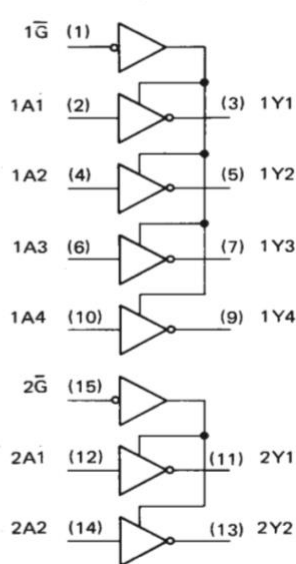 1G̅ (1)
1A1 (2) (3) 1Y1
1A2 (4) (5) 1Y2
1A3 (6) (7) 1Y3
1A4 (10) (9) 1Y4
2G̅ (15)
2A1 (12) (11) 2Y1
2A2 (14) (13) 2Y2